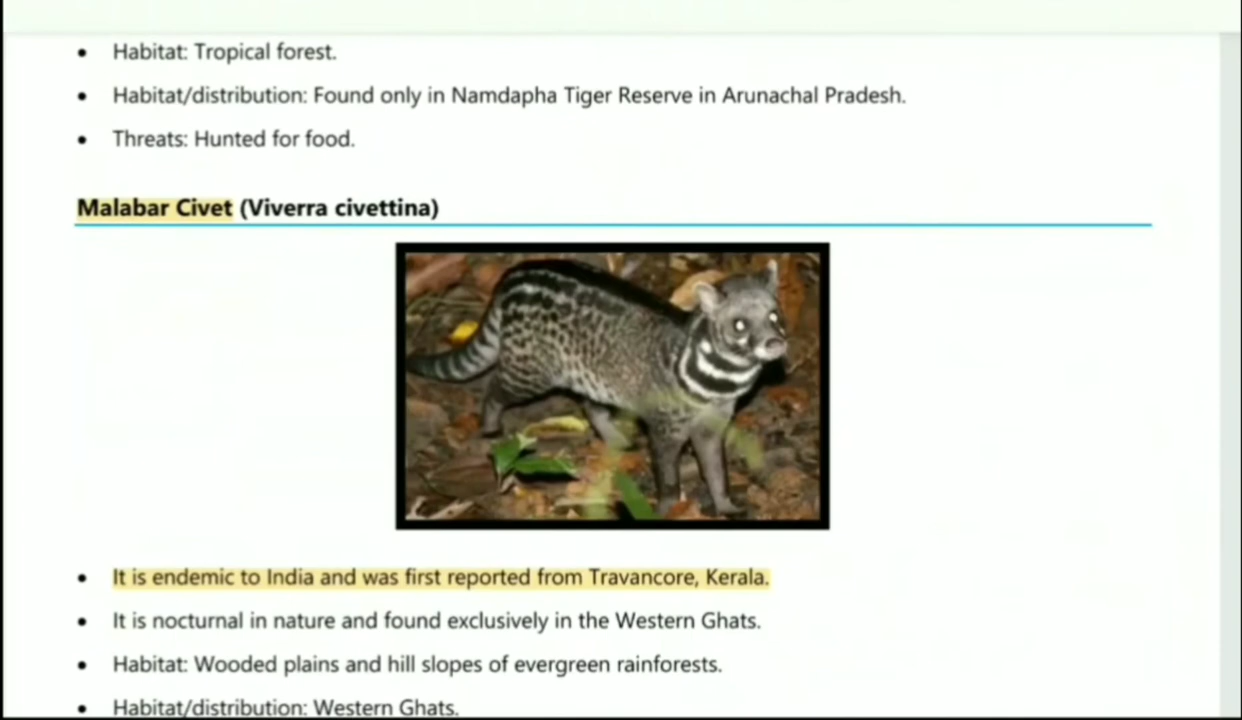 • Habitat: Tropical forest.
• Habitat/distribution: Found only in Namdapha Tiger Reserve in Arunachal Pradesh.
• Threats: Hunted for food.
Malabar Civet (Viverra civettina)
• It is endemic to India and was first reported from Travancore, Kerala.
• It is nocturnal in nature and found exclusively in the Western Ghats.
• Habitat: Wooded plains and hill slopes of evergreen rainforests.
• Habitat/distribution: Western Ghats.